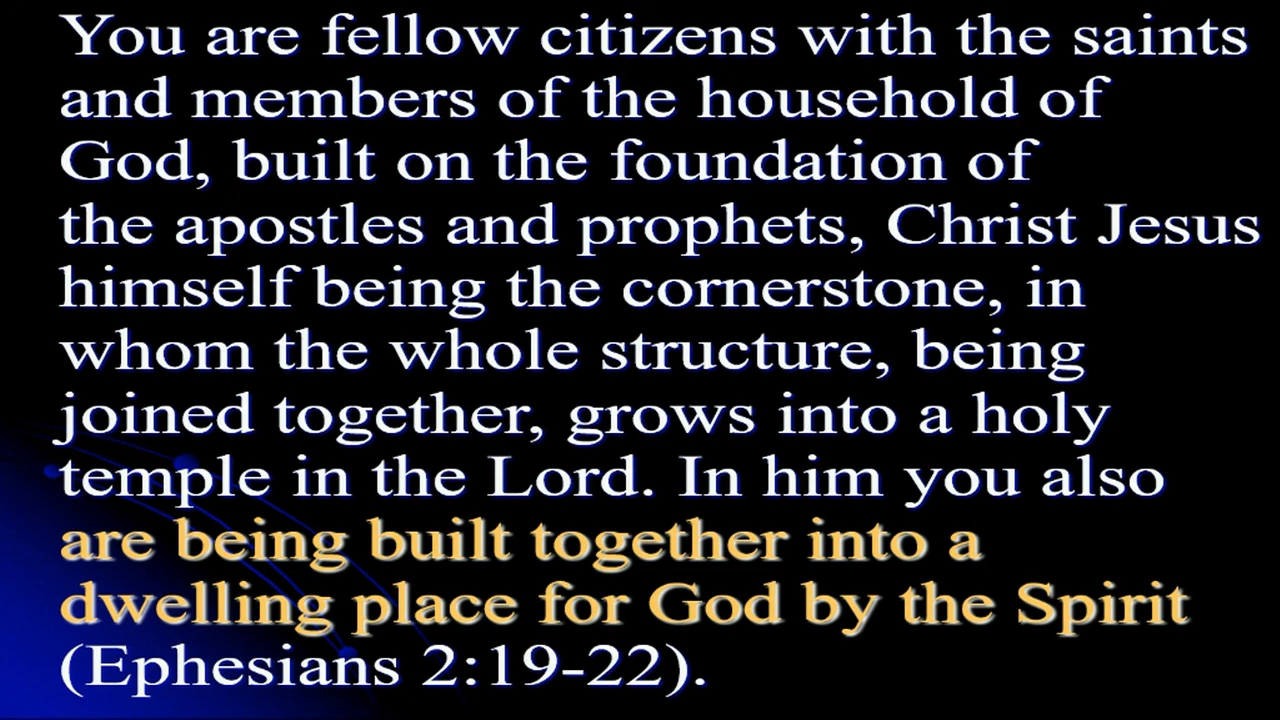 You are fellow citizens with the saints
and members of the household of
God, built on the foundation of
the apostles and prophets, Christ Jesus
himself being the cornerstone, in
whom the whole structure, being
joined together, grows into a holy
temple in the Lord. In him you also
are being built together into a
dwelling place for God by the Spirit
(Ephesians 2:19-22).